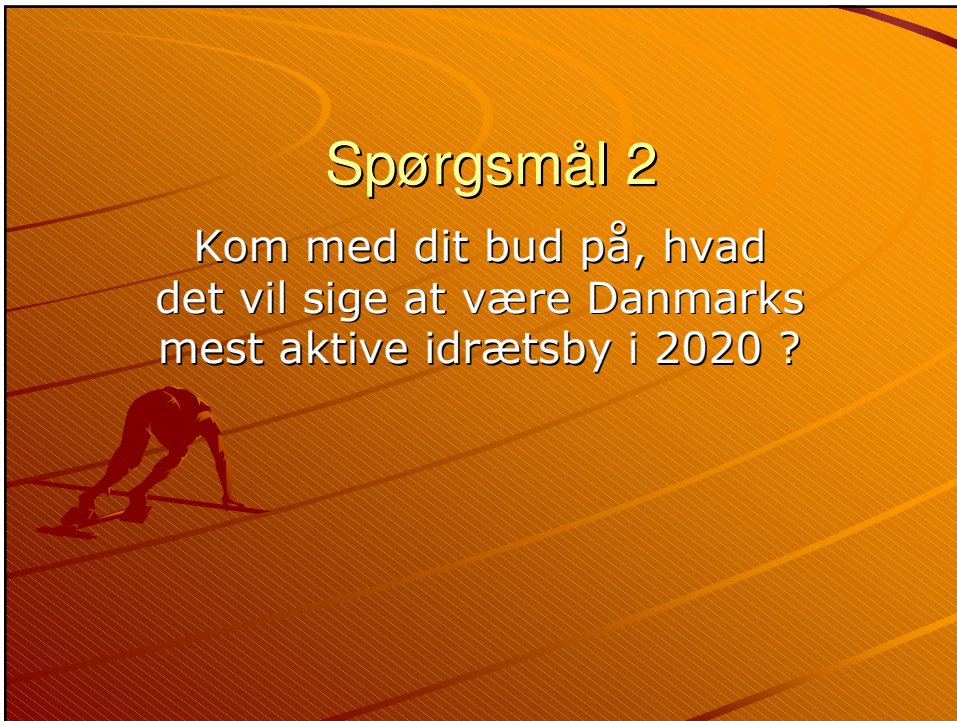 Spørgsmål 2
Kom med dit bud på, hvad
det vil sige at være Danmarks
mest aktive idrætsby i 2020 ?